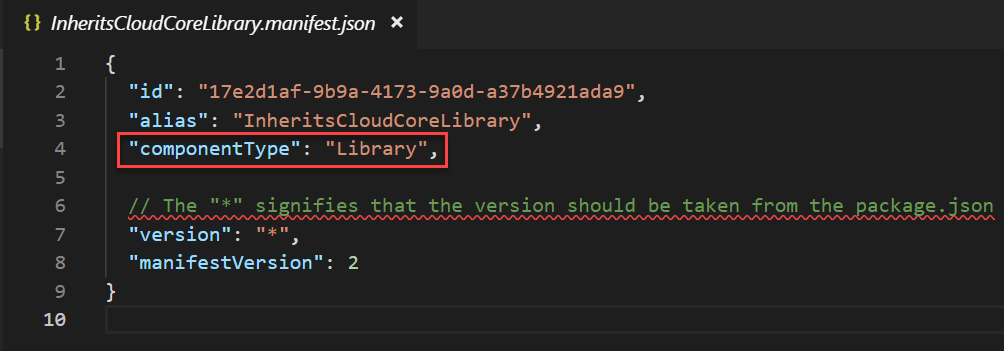 {} InheritsCloudCoreLibrary.manifest.json ×
1 {
2 "id": "17e2d1af-9b9a-4173-9a0d-a37b4921ada9",
3 "alias": "InheritsCloudCoreLibrary",
4 "componentType": "Library",
5
6 // The "*" signifies that the version should be taken from the package.json
7 "version": "*",
8 "manifestVersion": 2
9 }
10